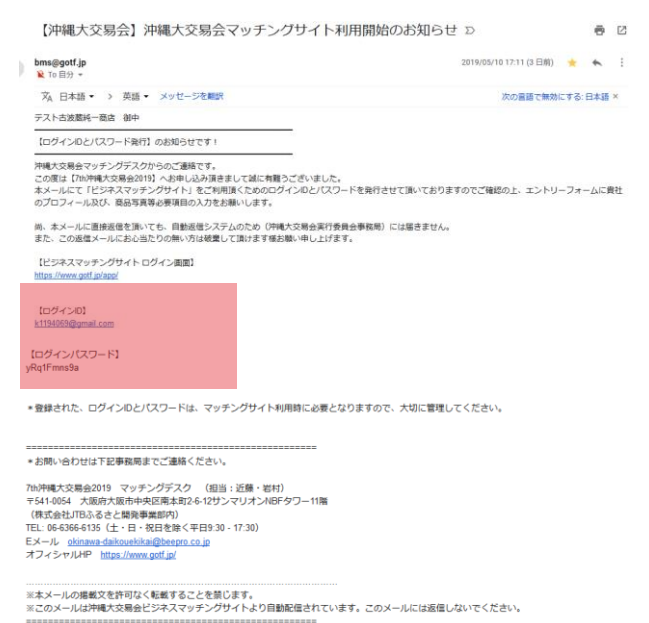 【沖縄大交易会】沖縄大交易会マッチングサイト利用開始のお知らせ
bms@gotf.jp
2019/05/10 17:11 (3 日前)
To 自分
日本語 > 英語 メッセージを翻訳
次の言語で無効にする: 日本語 ×
テスト古波蔵純一商店 御中
【ログインIDとパスワード発行】のお知らせです！
沖縄大交易会マッチングデスクからのご連絡です。
この度は【7th沖縄大交易会2019】へお申し込み頂きまして誠に有難うございました。
本メールにて「ビジネスマッチングサイト」をご利用頂くためのログインIDとパスワードを発行させて頂いておりますのでご確認の上、エントリーフォームに貴社
のプロフィール及び、商品写真等必要項目の入力をお願いします。
尚、本メールに直接返信を頂いても、自動返信システムのため（沖縄大交易会実行委員会事務局）には届きません。
また、この返信メールにお心当たりの無い方は破棄して頂けます様お願い申し上げます。
【ビジネスマッチングサイト ログイン画面】
https://www.gotf.jp/app/
【ログインID】
k1194069@gmail.com
【ログインパスワード】
yRq1Fmns9a
＊登録された、ログインIDとパスワードは、マッチングサイト利用時に必要となりますので、大切に管理してください。
======================================================
＊お問い合わせは下記事務局までご連絡ください。
7th沖縄大交易会2019 マッチングデスク （担当：近藤・岩村）
〒541-0054 大阪府大阪市中央区南本町2-6-12サンマリオンNBFタワー11階
（株式会社JTBふるさと開発事業部内）
TEL: 06-6366-6135（土・日・祝日を除く平日9:30 - 17:30）
Eメール okinawa-daikouekikai@beepro.co.jp
オフィシャルHP https://www.gotf.jp/
※本メールの掲載文を許可なく転載することを禁じます。
※このメールは沖縄大交易会ビジネスマッチングサイトより自動配信されています。このメールには返信しないでください。
======================================================